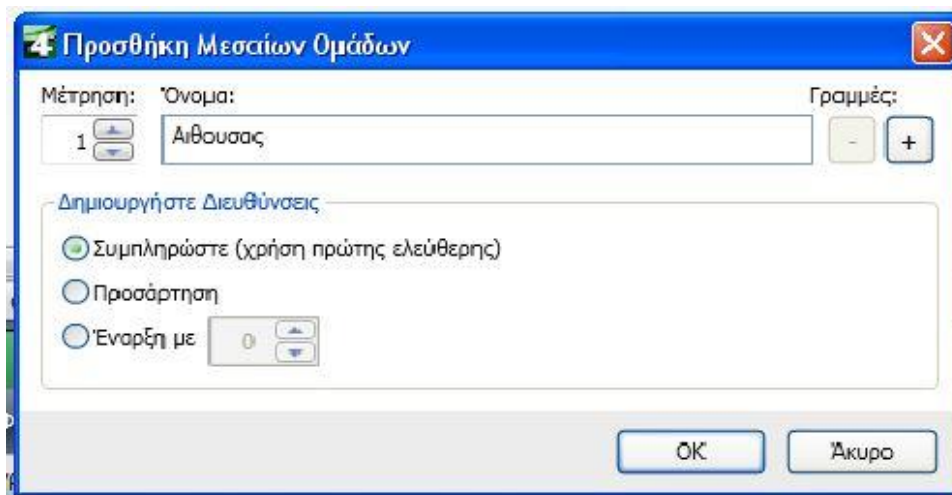 4 Προσθήκη Μεσαίων Ομάδων
Μέτρηση: Όνομα: Γραμμές:
1 Αιθουσας - +
Δημιουργήστε Διευθύνσεις
Συμπληρώστε (χρήση πρώτης ελεύθερης)
Προσάρτηση
Έναρξη με 0
OK Άκυρο